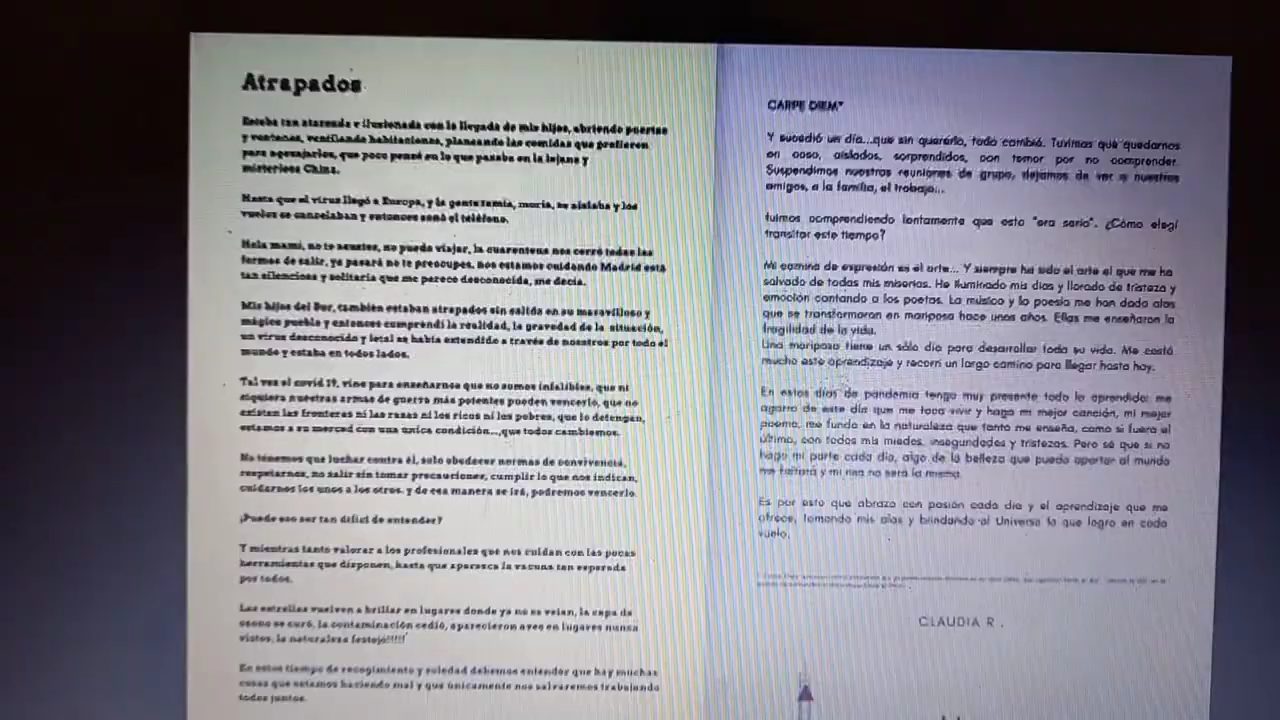 Atrapados
Estaba tan atareada e ilusionada con la llegada de mis hijos, abriendo puertas
y ventanas, ventilando habitaciones, planeando las comidas que prefieren
para agasajarlos, que poco pensé en lo que pasaba en la lejana y
misteriosa China.
Hasta que el virus llegó a Europa, y la gente temía, moría, se aislaba y los
vuelos se cancelaban y entonces sonó el teléfono.
Hola mami, no te asustes, no puedo viajar, la cuarentena nos cerró todas las
formas de salir, ya pasará no te preocupes, nos estamos cuidando Madrid está
tan silenciosa y solitaria que me parece desconocida, me decía.
Mis hijos del Sur, también estaban atrapados sin salida en su maravilloso y
mágico pueblo y entonces comprendí la realidad, la gravedad de la situación,
un virus desconocido y letal se había extendido a través de nosotros por todo el
mundo y estaba en todos lados.
Tal vez el covid 19, vino para enseñarnos que no somos infalibles, que ni
siquiera nuestras armas de guerra más potentes pueden vencerlo, que no
existen las fronteras ni las razas ni los ricos ni los pobres, que lo detengan,
estamos a su merced con una única condición...,que todos cambiemos.
No tenemos que luchar contra él, solo obedecer normas de convivencia,
respetarnos, no salir sin tomar precauciones, cumplir lo que nos indican,
cuidarnos los unos a los otros. y de esa manera se irá, podremos vencerlo.
¿Puede eso ser tan difícil de entender?
Y mientras tanto valorar a los profesionales que nos cuidan con las pocas
herramientas que disponen, hasta que aparezca la vacuna tan esperada
por todos.
Las estrellas vuelven a brillar en lugares donde ya no se veían, la capa de
ozono se curó, la contaminación cedió, aparecieron aves en lugares nunca
vistos, la naturaleza festejó!!!!!
En estos tiempo de recogimiento y soledad debemos entender que hay muchas
cosas que estamos haciendo mal y que únicamente nos salvaremos trabajando
todos juntos.
CARPE DIEM*
Y sucedió un día...que sin quererlo, todo cambió. Tuvimos que quedarnos
en casa, aislados, sorprendidos, con temor por no comprender.
Suspendimos nuestras reuniones de grupo, dejamos de ver a nuestros
amigos, a la familia, el trabajo...
fuimos comprendiendo lentamente que esto "era serio". ¿Cómo elegí
transitar este tiempo?
Mi camino de expresión es el arte... Y siempre ha sido el arte el que me ha
salvado de todas mis miserias. He iluminado mis días y llorado de tristeza y
emoción cantando a los poetas. La música y la poesía me han dado alas
que se transformaron en mariposa hace unos años. Ellas me enseñaron la
fragilidad de la vida.
Una mariposa tiene un sólo día para desarrollar toda su vida. Me costó
mucho este aprendizaje y recorrí un largo camino para llegar hasta hoy.
En estos días de pandemia tengo muy presente todo lo aprendido: me
agarro de este día que me toca vivir y hago mi mejor canción, mi mejor
poema, me fundo en la naturaleza que tanto me enseña, como si fuera el
último, con todos mis miedos, inseguridades y tristezas. Pero sé que si no
hago mi parte cada día, algo de la belleza que puedo aportar al mundo
me faltará y mi risa no será la misma.
Es por esto que abrazo con pasión cada día y el aprendizaje que me
ofrece, tomando mis alas y brindando al Universo lo que logro en cada
vuelo.
CLAUDIA R.